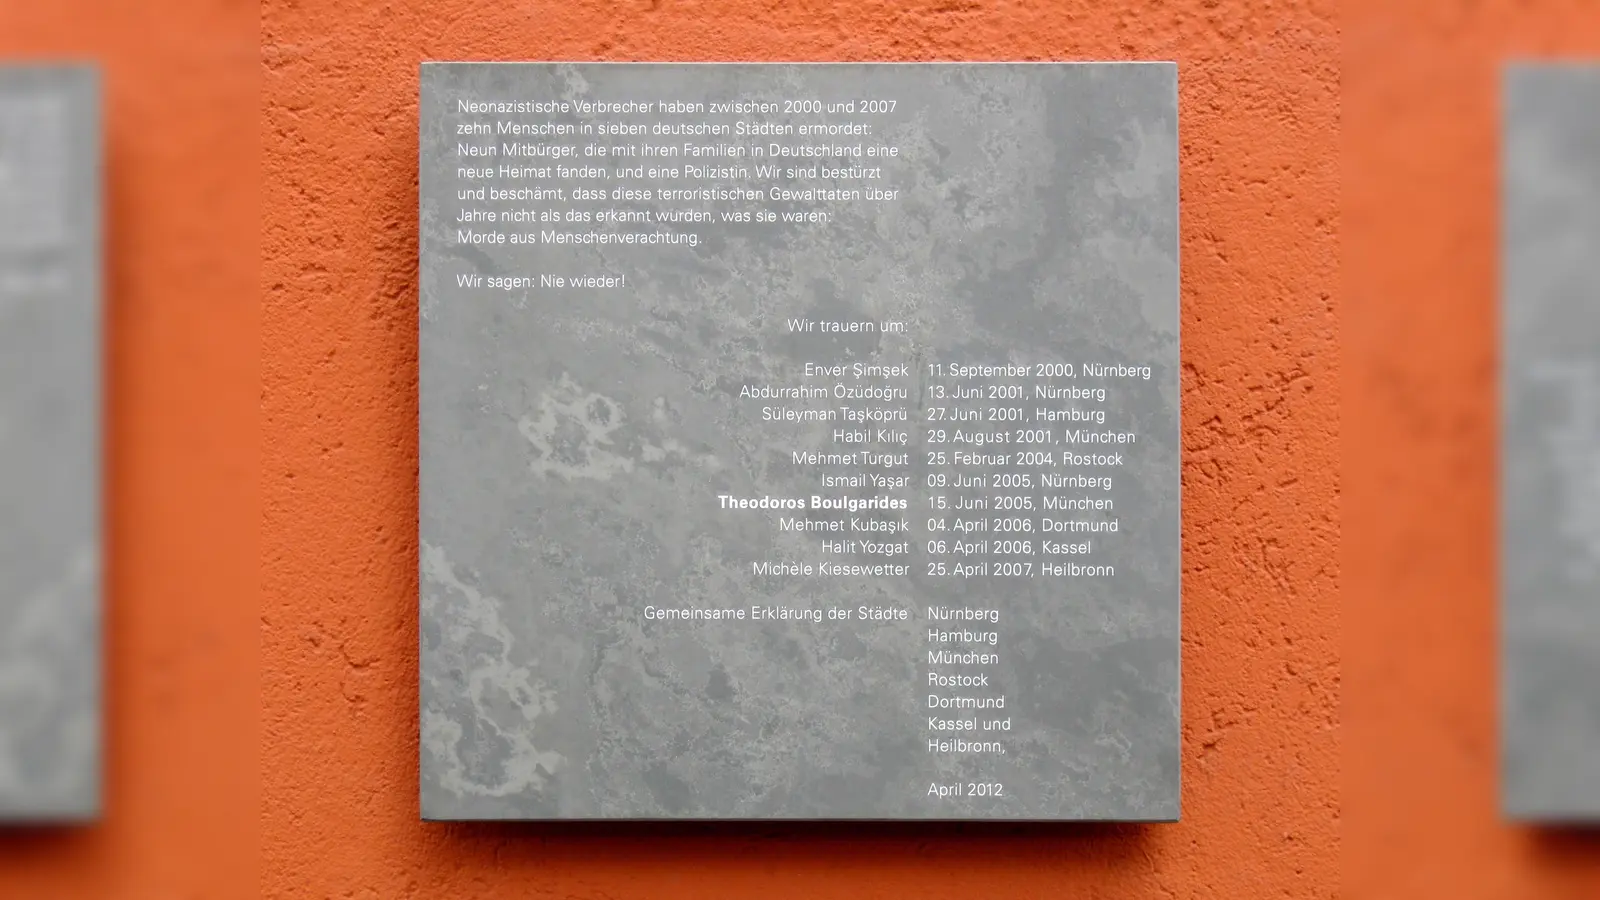 Neonazistische Verbrecher haben zwischen 2000 und 2007
zehn Menschen in sieben deutschen Städten ermordet:
Neun Mitbürger, die mit ihren Familien in Deutschland eine
neue Heimat fanden, und eine Polizistin. Wir sind bestürzt
und beschämt, dass diese terroristischen Gewalttaten über
Jahre nicht als das erkannt wurden, was sie waren:
Morde aus Menschenverachtung.
Wir sagen: Nie wieder!
Wir trauern um:
Enver Şimşek 11. September 2000, Nürnberg
Abdurrahim Özüdoğru 13. Juni 2001, Nürnberg
Süleyman Taşköprü 27. Juni 2001, Hamburg
Habil Kılıç 29. August 2001, München
Mehmet Turgut 25. Februar 2004, Rostock
Ismail Yaşar 09. Juni 2005, Nürnberg
Theodoros Boulgarides 15. Juni 2005, München
Mehmet Kubaşık 04. April 2006, Dortmund
Halit Yozgat 06. April 2006, Kassel
Michèle Kiesewetter 25. April 2007, Heilbronn
Gemeinsame Erklärung der Städte Nürnberg
Hamburg
München
Rostock
Dortmund
Kassel und
Heilbronn,
April 2012